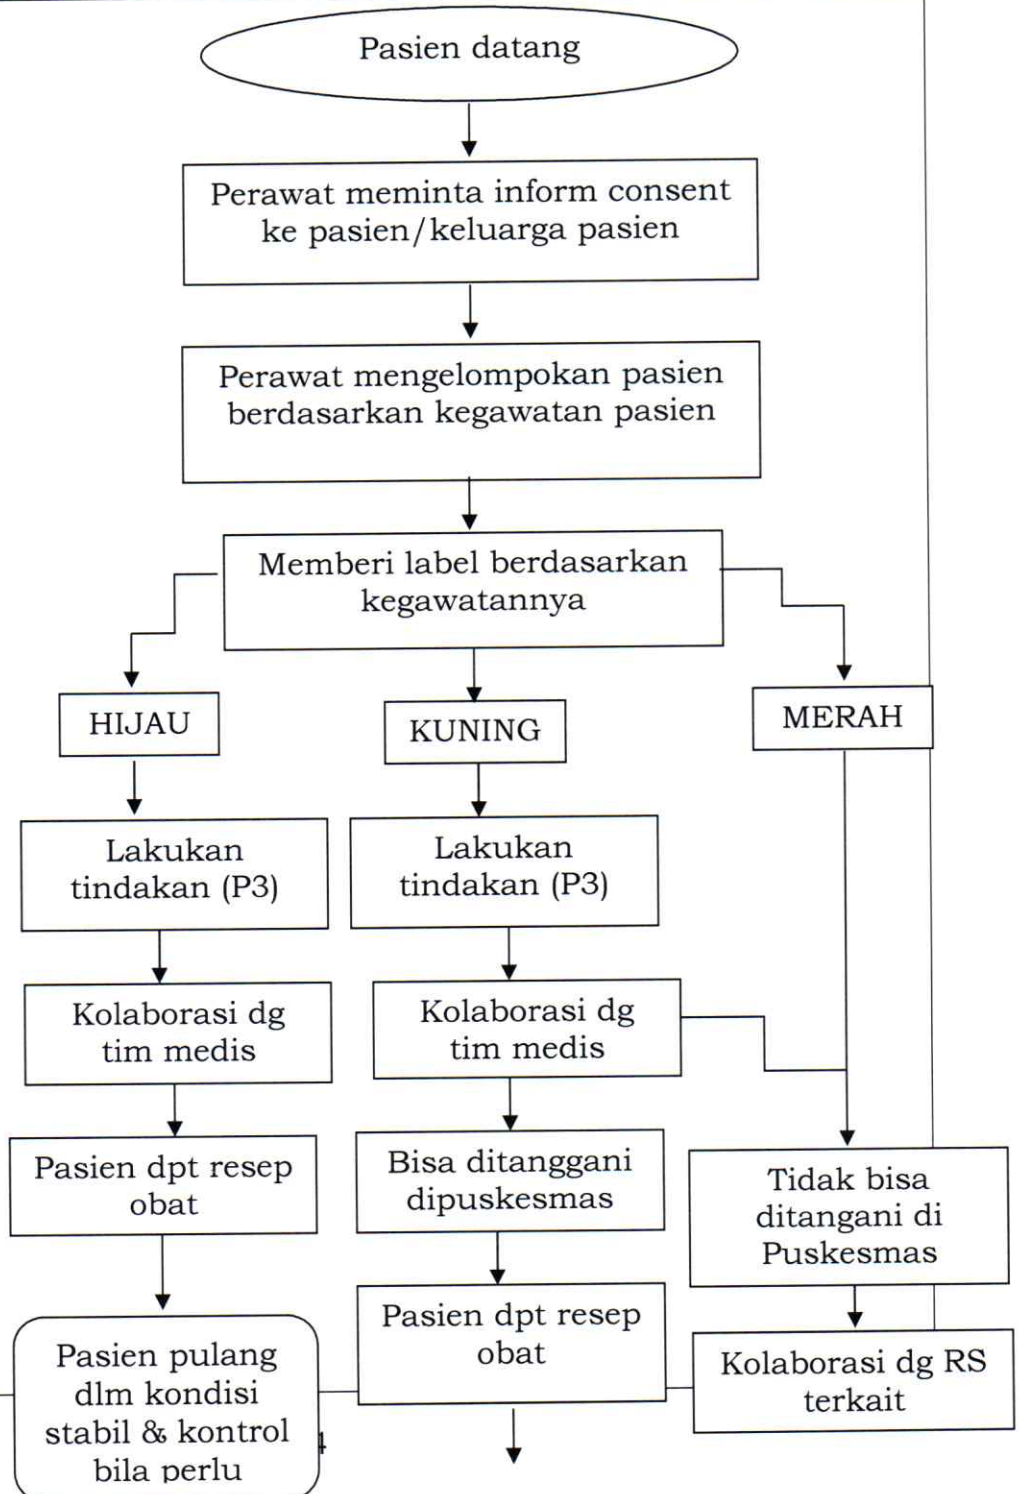 Pasien datang
Perawat meminta inform consent
ke pasien/keluarga pasien
Perawat mengelompokan pasien
berdasarkan kegawatan pasien
Memberi label berdasarkan
kegawatannya
HIJAU
KUNING
MERAH
Lakukan
tindakan (P3)
Lakukan
tindakan (P3)
Kolaborasi dg
tim medis
Kolaborasi dg
tim medis
Pasien dpt resep
obat
Bisa ditanggani
dipuskesmas
Tidak bisa
ditangani di
Puskesmas
Pasien pulang
dlm kondisi
stabil & kontrol
bila perlu
Pasien dpt resep
obat
Kolaborasi dg RS
terkait
4